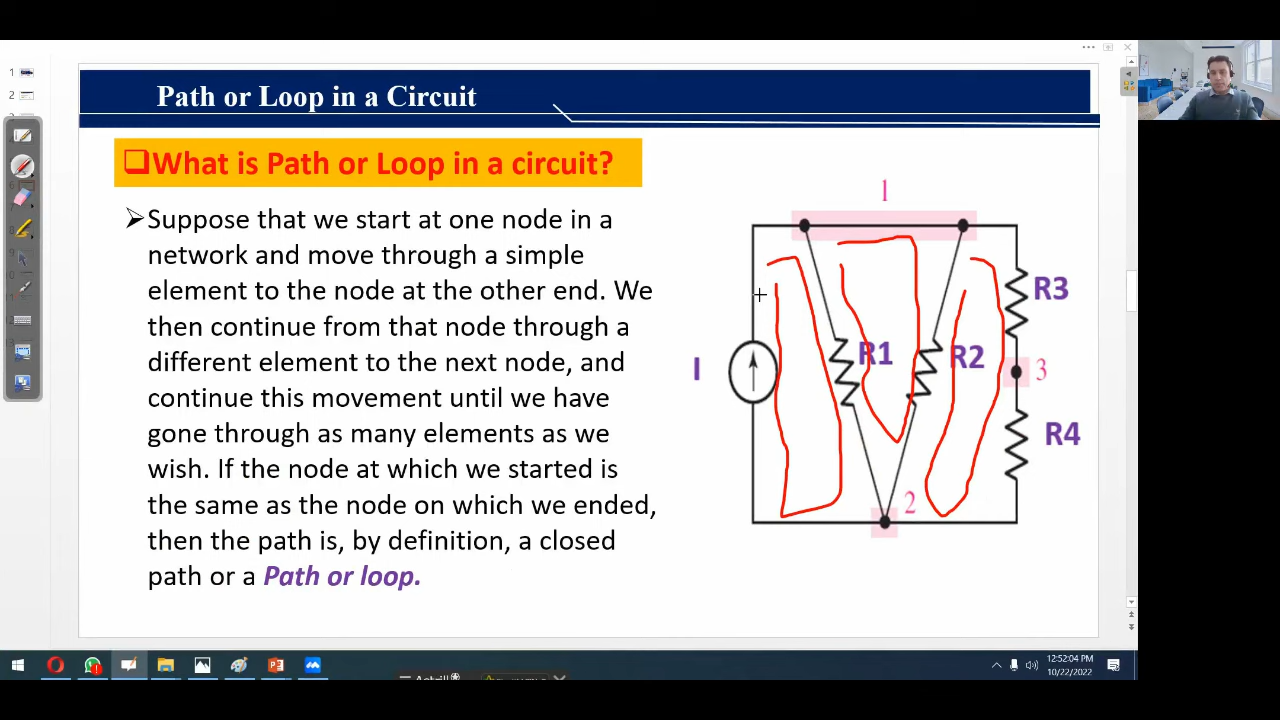 Path or Loop in a Circuit
What is Path or Loop in a circuit?
Suppose that we start at one node in a
network and move through a simple
element to the node at the other end. We
then continue from that node through a
different element to the next node, and
continue this movement until we have
gone through as many elements as we
wish. If the node at which we started is
the same as the node on which we ended,
then the path is, by definition, a closed
path or a Path or loop.
1
R3
R1
R2
I
3
R4
2
1
2
12:52:04 PM
10/22/2022